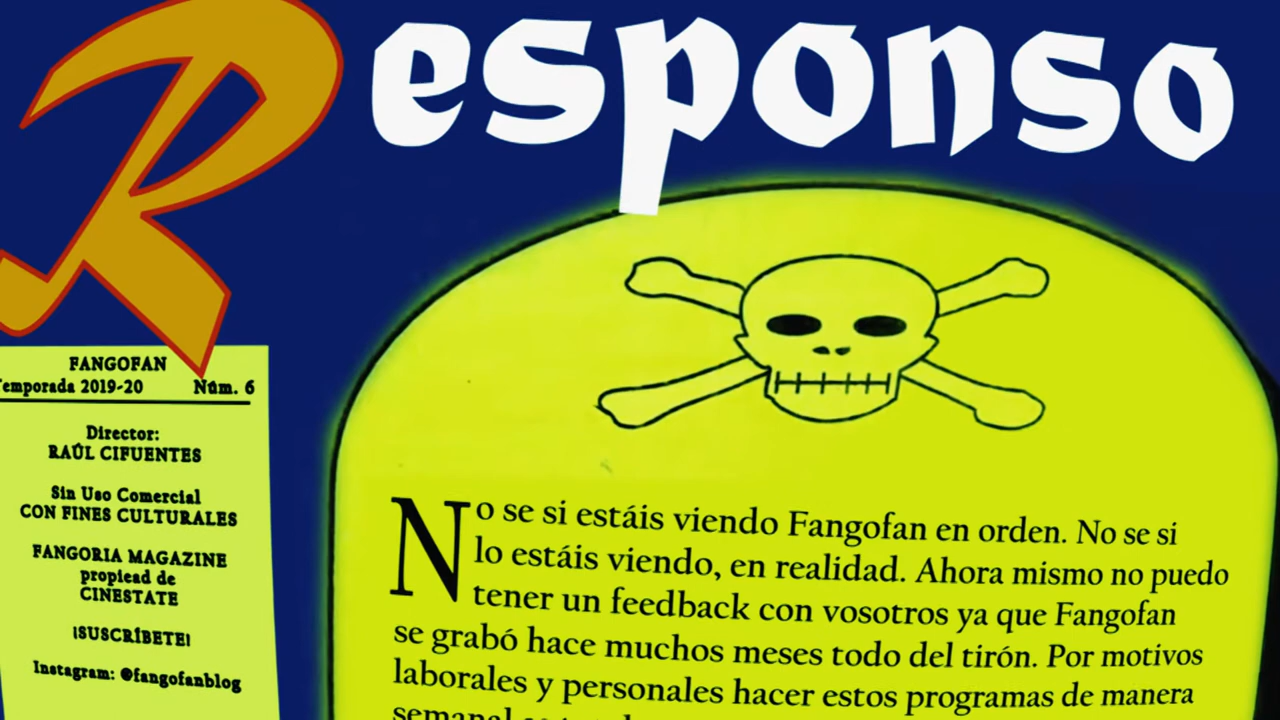 Responso
FANGOFAN
Temporada 2019-20 Núm. 6
Director:
RAÚL CIFUENTES
Sin Uso Comercial
CON FINES CULTURALES
FANGORIA MAGAZINE
propiead de
CINESTATE
¡SUSCRÍBETE!
Instagram: @fangofanblog
No se si estáis viendo Fangofan en orden. No se si
lo estáis viendo, en realidad. Ahora mismo no puedo
tener un feedback con vosotros ya que Fangofan
se grabó hace muchos meses todo del tirón. Por motivos
laborales y personales hacer estos programas de manera
semanal